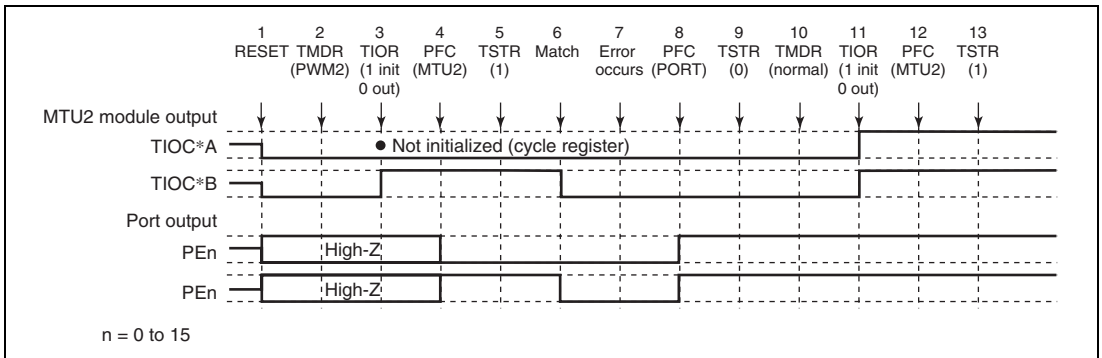 1 2 3 4 5 6 7 8 9 10 11 12 13
RESET TMDR TIOR PFC TSTR Match Error PFC TSTR TMDR TIOR PFC TSTR
(PWM2) (1 init (MTU2) (1) occurs (PORT) (0) (normal) (1 init (MTU2) (1)
0 out) 0 out)
MTU2 module output
TIOC*A
● Not initialized (cycle register)
TIOC*B
Port output
PEn High-Z
PEn High-Z
n = 0 to 15